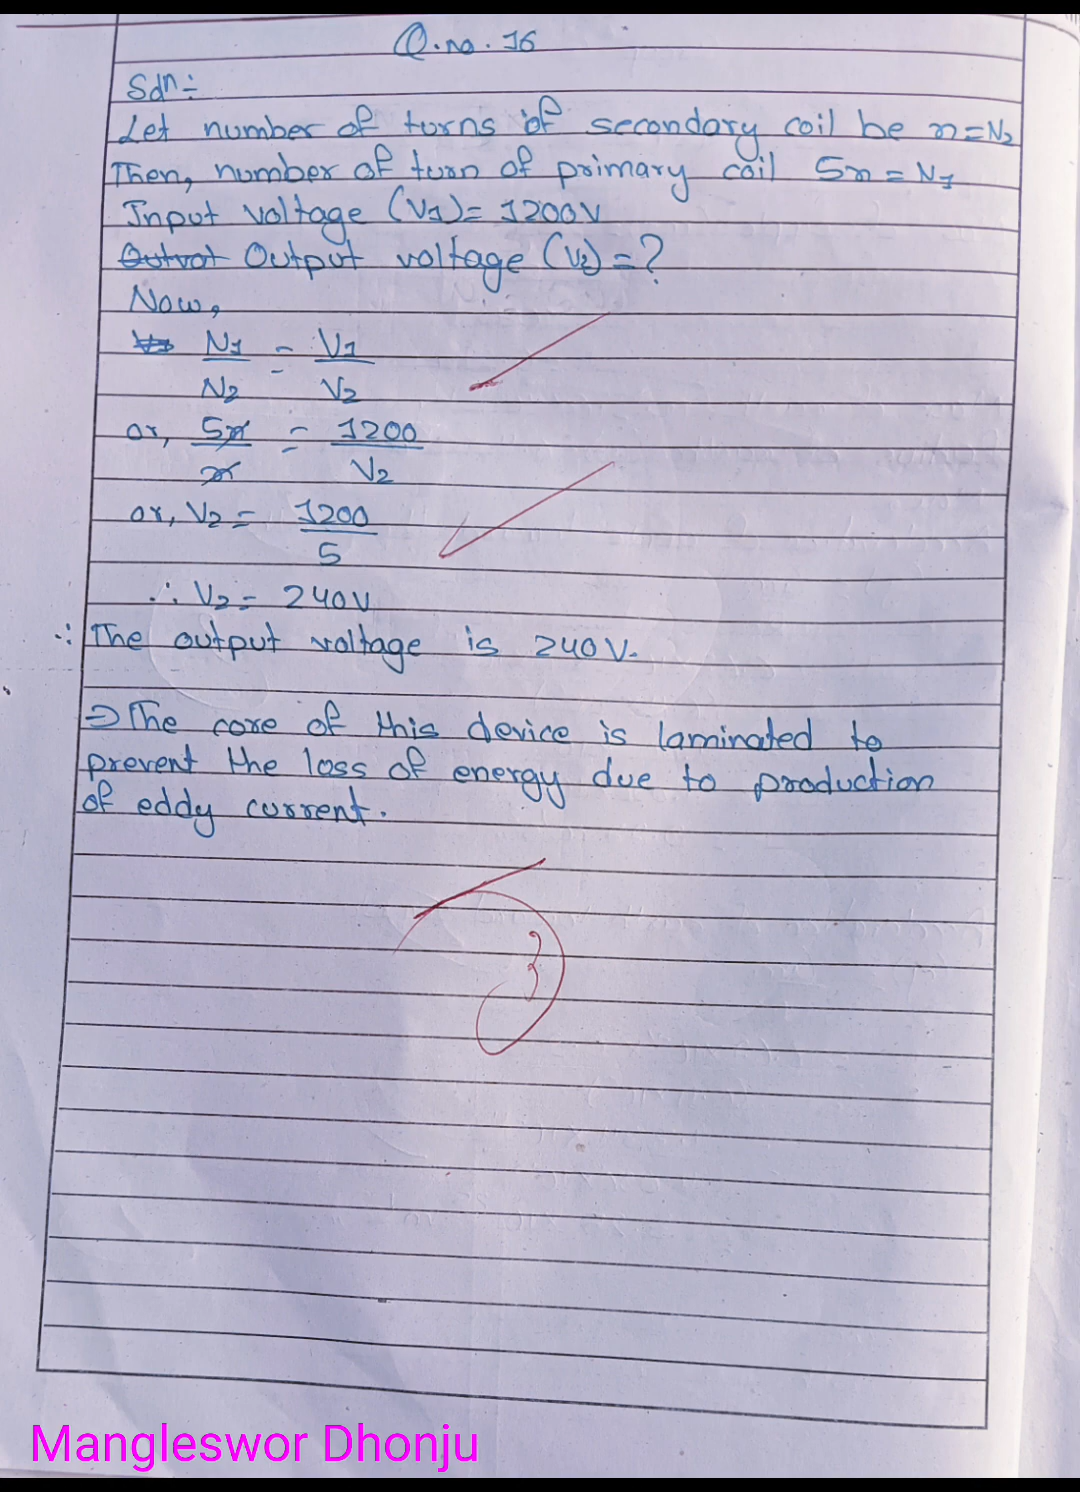 Q.no. 16
Soln:-
Let number of turns of secondary coil be n=N2
Then, number of turn of primary coil 5n = N1
Input voltage (V1)= 1200V
Output voltage (V2)=?
Now,
N1/N2 = V1/V2
or, 5n/n = 1200/V2
or, V2 = 1200/5
∴ V2 = 240V
∴ The output voltage is 240V.
⇒ The core of this device is laminated to
prevent the loss of energy due to production
of eddy current.
3
Mangleswor Dhonju